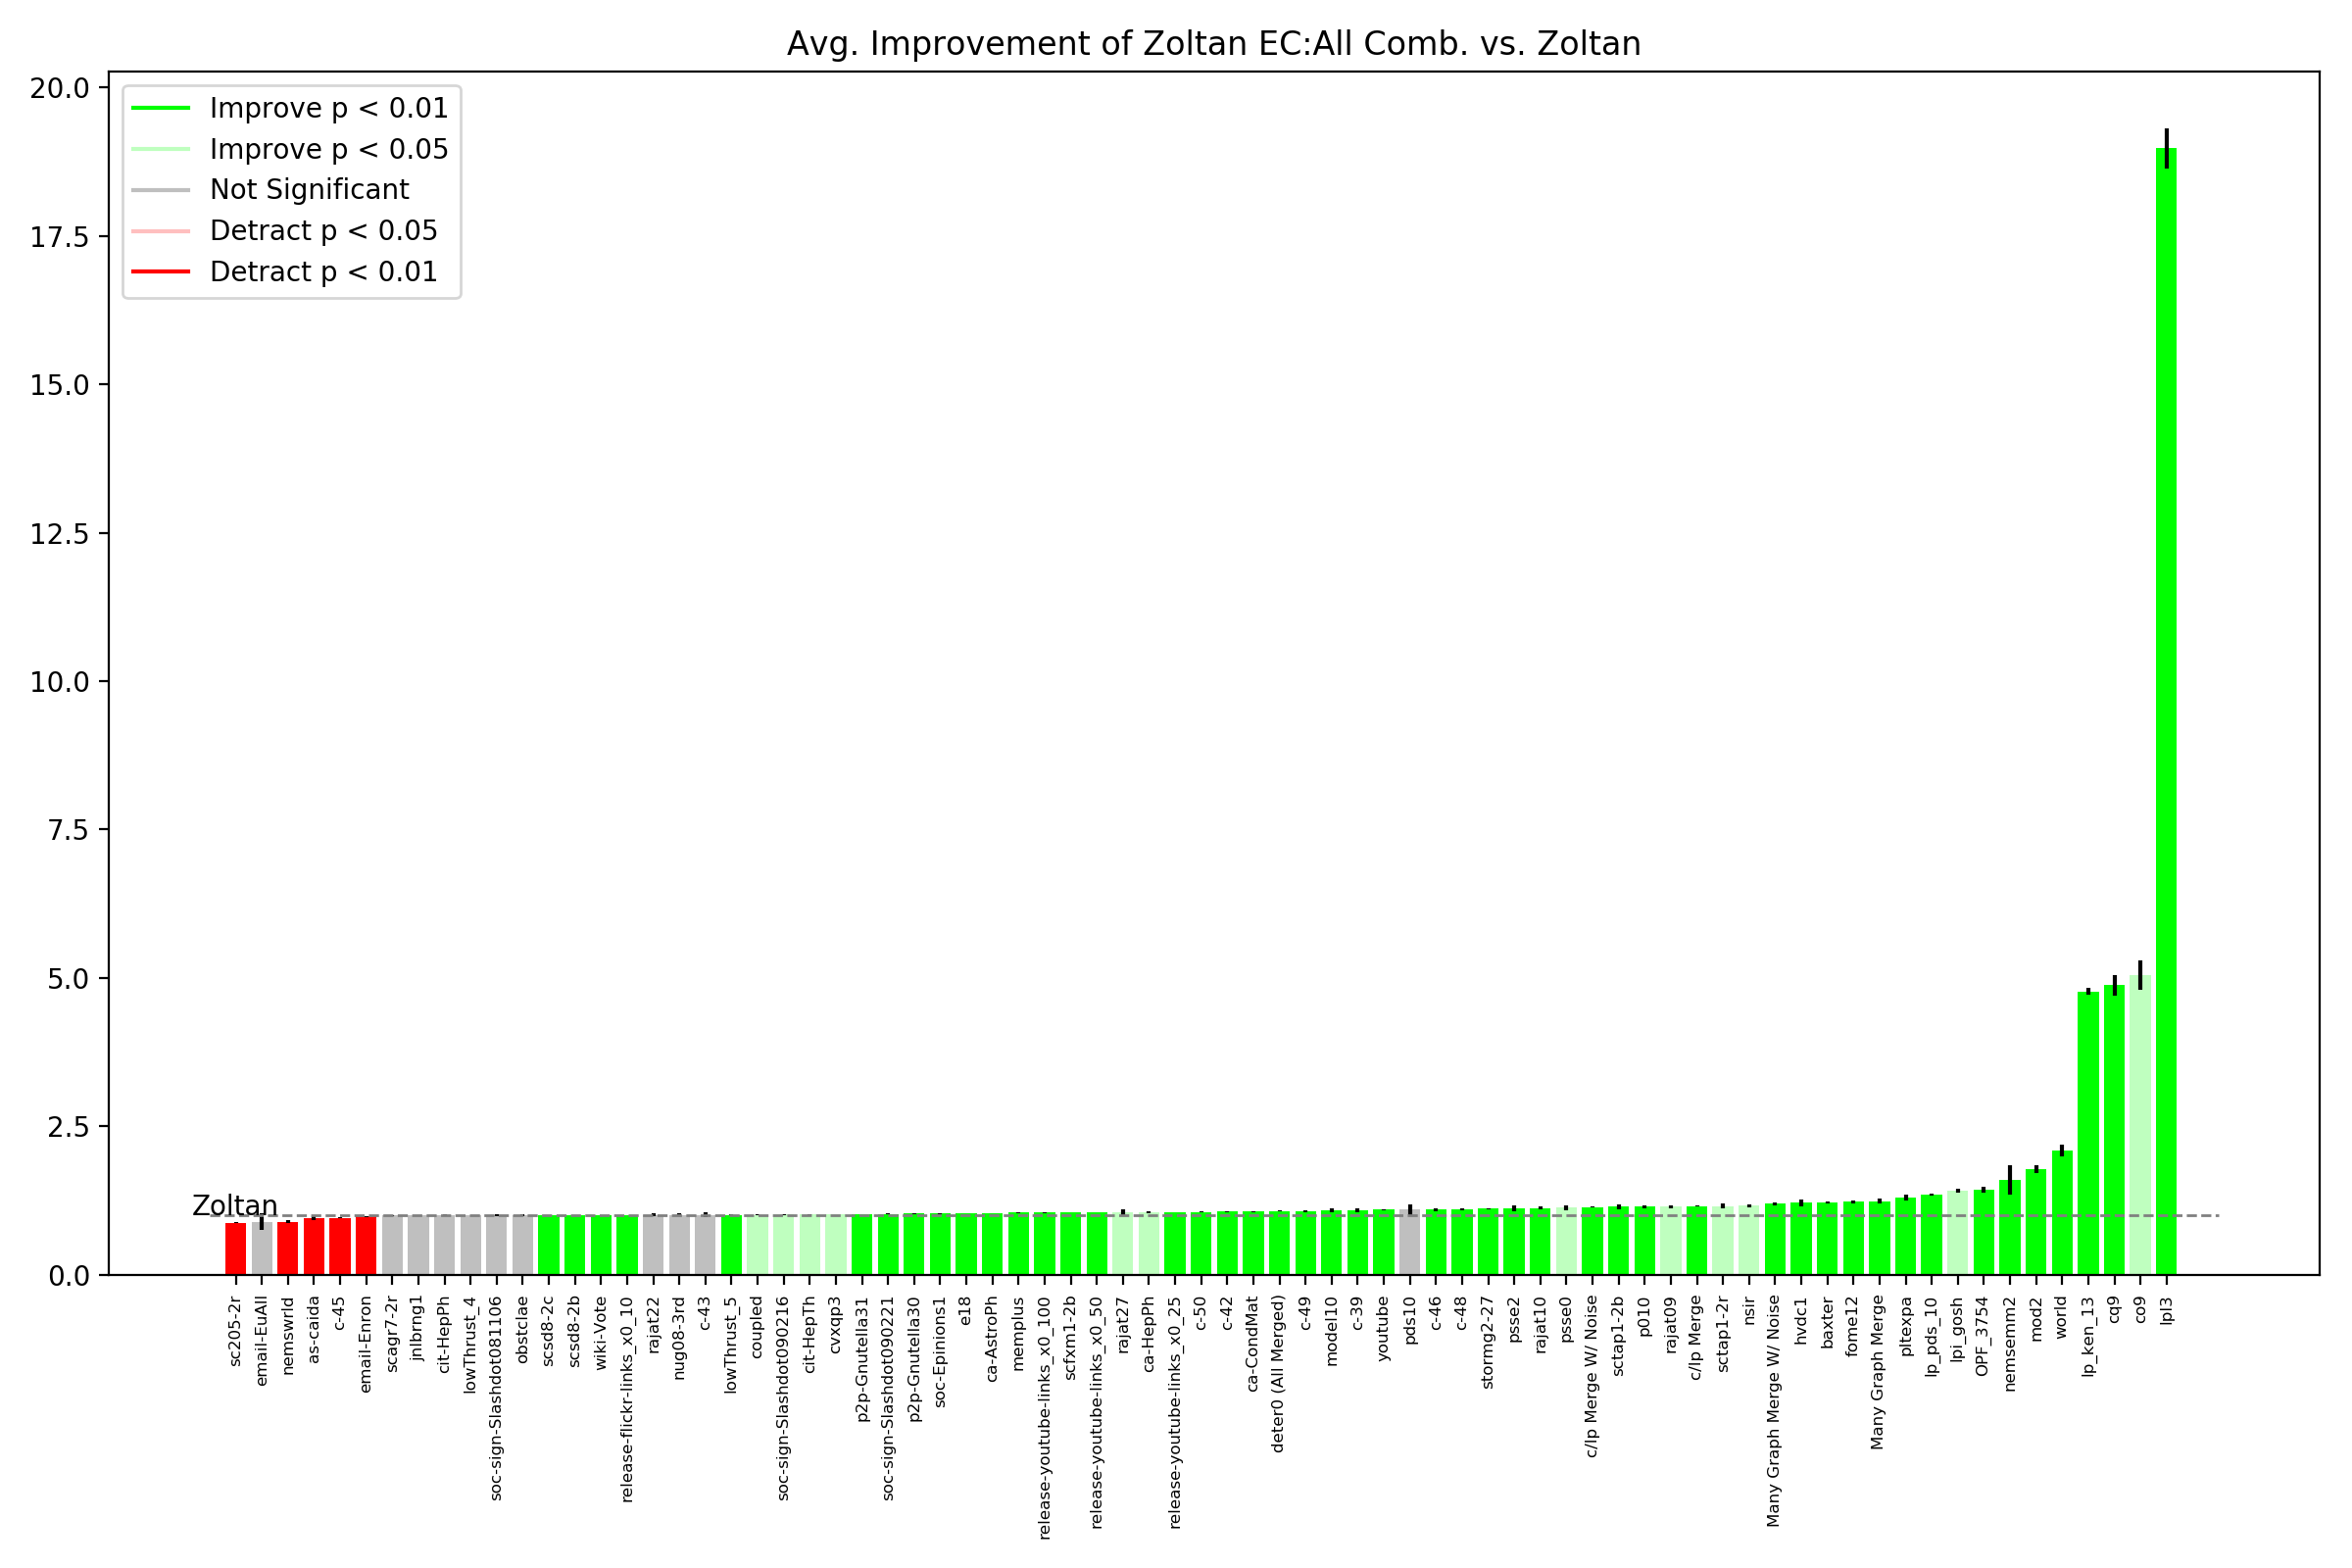 Avg. Improvement of Zoltan EC:All Comb. vs. Zoltan
20.0
17.5
15.0
12.5
10.0
7.5
5.0
2.5
0.0
Improve p < 0.01
Improve p < 0.05
Not Significant
Detract p < 0.05
Detract p < 0.01
Zoltan
sc205-2r
email-EuAll
nemswrld
as-caida
c-45
email-Enron
scagr7-2r
jnlbrng1
cit-HepPh
lowThrust_4
soc-sign-Slashdot081106
obstclae
scsd8-2c
scsd8-2b
wiki-Vote
release-flickr-links_x0_10
rajat22
nug08-3rd
c-43
lowThrust_5
coupled
soc-sign-Slashdot090216
cit-HepTh
cvxqp3
p2p-Gnutella31
soc-sign-Slashdot090221
p2p-Gnutella30
soc-Epinions1
e18
ca-AstroPh
memplus
release-youtube-links_x0_100
scfxm1-2b
release-youtube-links_x0_50
rajat27
ca-HepPh
release-youtube-links_x0_25
c-50
c-42
ca-CondMat
deter0 (All Merged)
c-49
model10
c-39
youtube
pds10
c-46
c-48
stormg2-27
psse2
rajat10
psse0
c/lp Merge W/ Noise
sctap1-2b
p010
rajat09
c/lp Merge
sctap1-2r
nsir
Many Graph Merge W/ Noise
hvdc1
baxter
fome12
Many Graph Merge
pltexpa
lp_pds_10
lpi_gosh
OPF_3754
nemsemm2
mod2
world
lp_ken_13
cq9
co9
lpl3